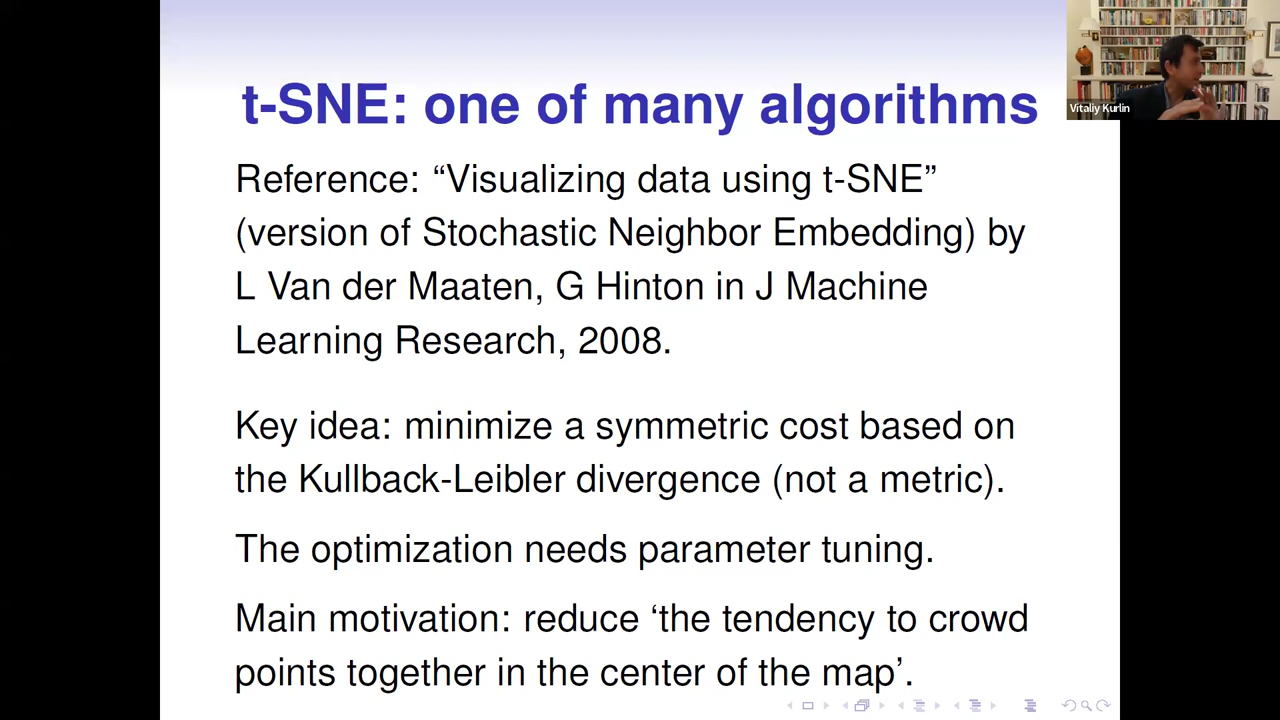 t-SNE: one of many algorithms
Vitaliy Kurlin
Reference: “Visualizing data using t-SNE”
(version of Stochastic Neighbor Embedding) by
L Van der Maaten, G Hinton in J Machine
Learning Research, 2008.
Key idea: minimize a symmetric cost based on
the Kullback-Leibler divergence (not a metric).
The optimization needs parameter tuning.
Main motivation: reduce ‘the tendency to crowd
points together in the center of the map’.